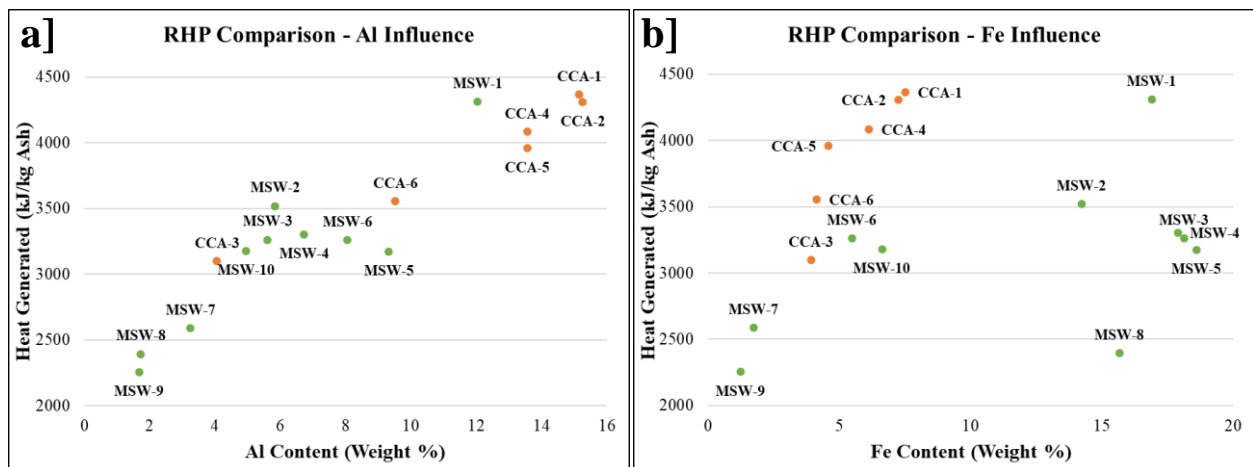 a]
RHP Comparison - Al Influence
Heat Generated (kJ/kg Ash)
4500
4000
3500
3000
2500
2000
MSW-1
CCA-1
CCA-2
CCA-4
CCA-5
CCA-6
MSW-2
MSW-3
MSW-6
CCA-3
MSW-10
MSW-4
MSW-5
MSW-7
MSW-8
MSW-9
0 2 4 6 8 10 12 14 16
Al Content (Weight %)
b]
RHP Comparison - Fe Influence
Heat Generated (kJ/kg Ash)
4500
4000
3500
3000
2500
2000
MSW-1
CCA-2
CCA-1
CCA-4
CCA-5
CCA-6
MSW-2
MSW-6
MSW-3
MSW-4
CCA-3
MSW-10
MSW-5
MSW-7
MSW-8
MSW-9
0 5 10 15 20
Fe Content (Weight %)